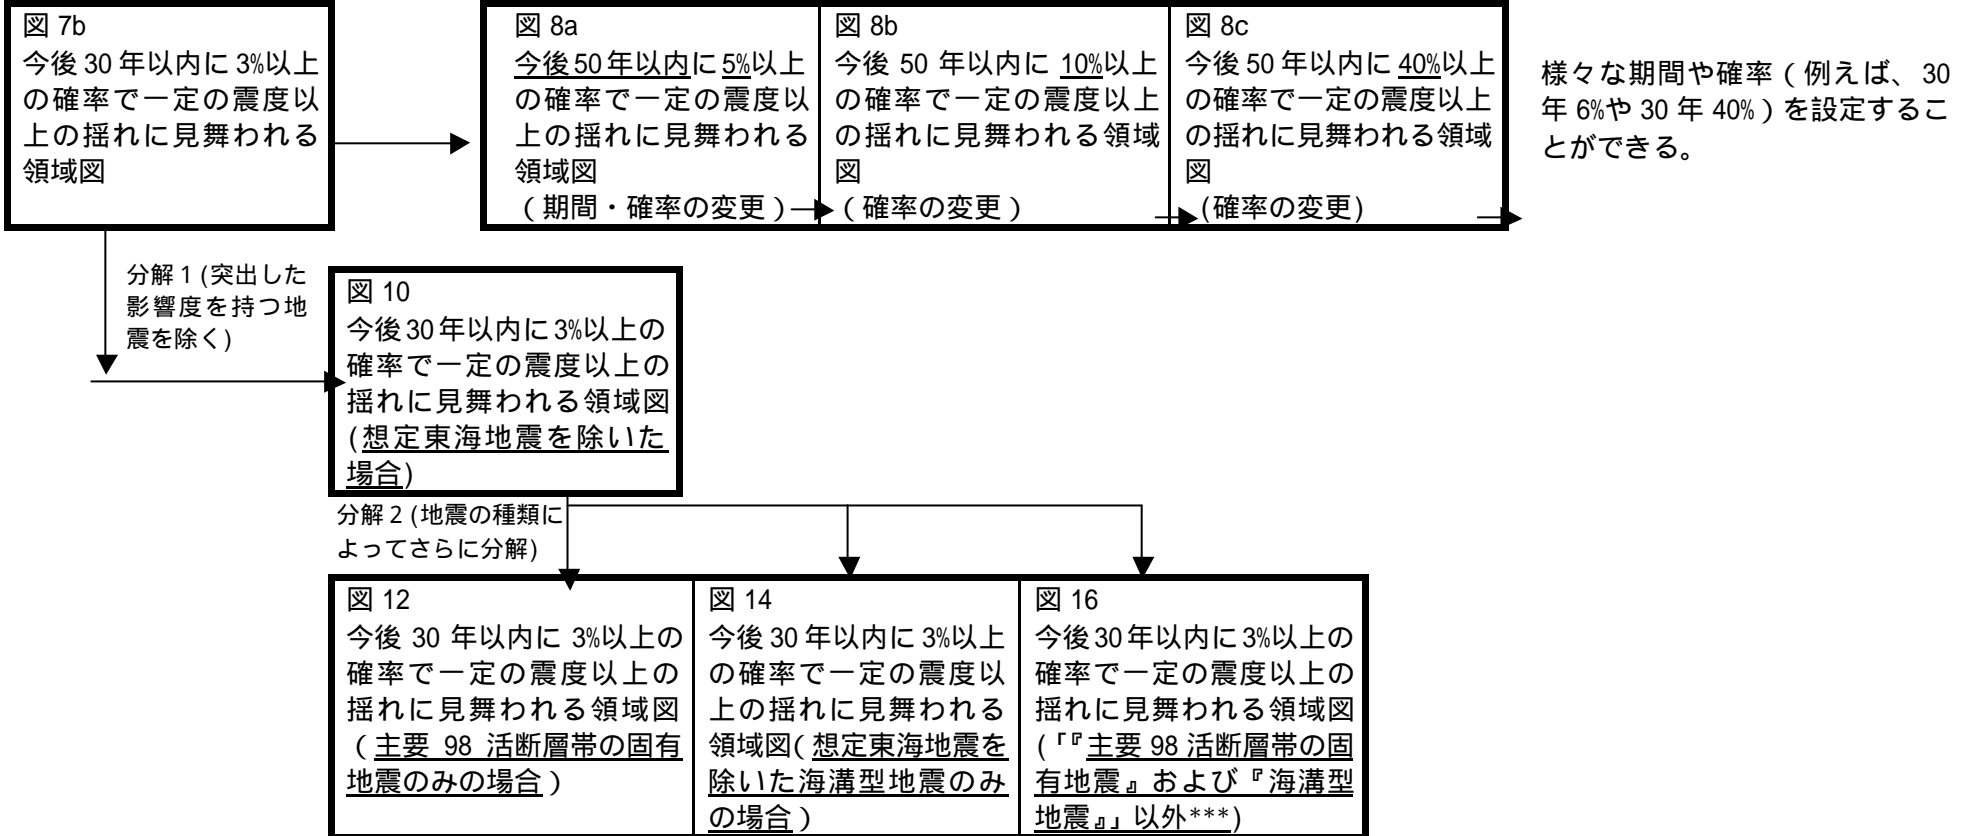 図 7b
今後 30 年以内に 3%以上
の確率で一定の震度以
上の揺れに見舞われる
領域図
図 8a
今後50年以内に 5%以上
の確率で一定の震度以
上の揺れに見舞われる
領域図
(期間・確率の変更)
図 8b
今後 50 年以内に 10%以上
の確率で一定の震度以上
の揺れに見舞われる領域
図
(確率の変更)
図 8c
今後 50 年以内に 40%以上
の確率で一定の震度以上
の揺れに見舞われる領域
図
(確率の変更)
様々な期間や確率(例えば、30
年 6%や 30 年 40%)を設定するこ
とができる。
分解 1 (突出した
影響度を持つ地
震を除く)
図 10
今後30年以内に3%以上の
確率で一定の震度以上の
揺れに見舞われる領域図
(想定東海地震を除いた
場合)
分解 2 (地震の種類に
よってさらに分解)
図 12
今後 30 年以内に 3%以上の
確率で一定の震度以上の
揺れに見舞われる領域図
(主要 98 活断層帯の固有
地震のみの場合)
図 14
今後 30 年以内に 3%以上
の確率で一定の震度以
上の揺れに見舞われる
領域図(想定東海地震を
除いた海溝型地震のみ
の場合)
図 16
今後30年以内に3%以上の
確率で一定の震度以上の
揺れに見舞われる領域図
(「『主要 98 活断層帯の固
有地震』および『海溝型
地震』」以外***)